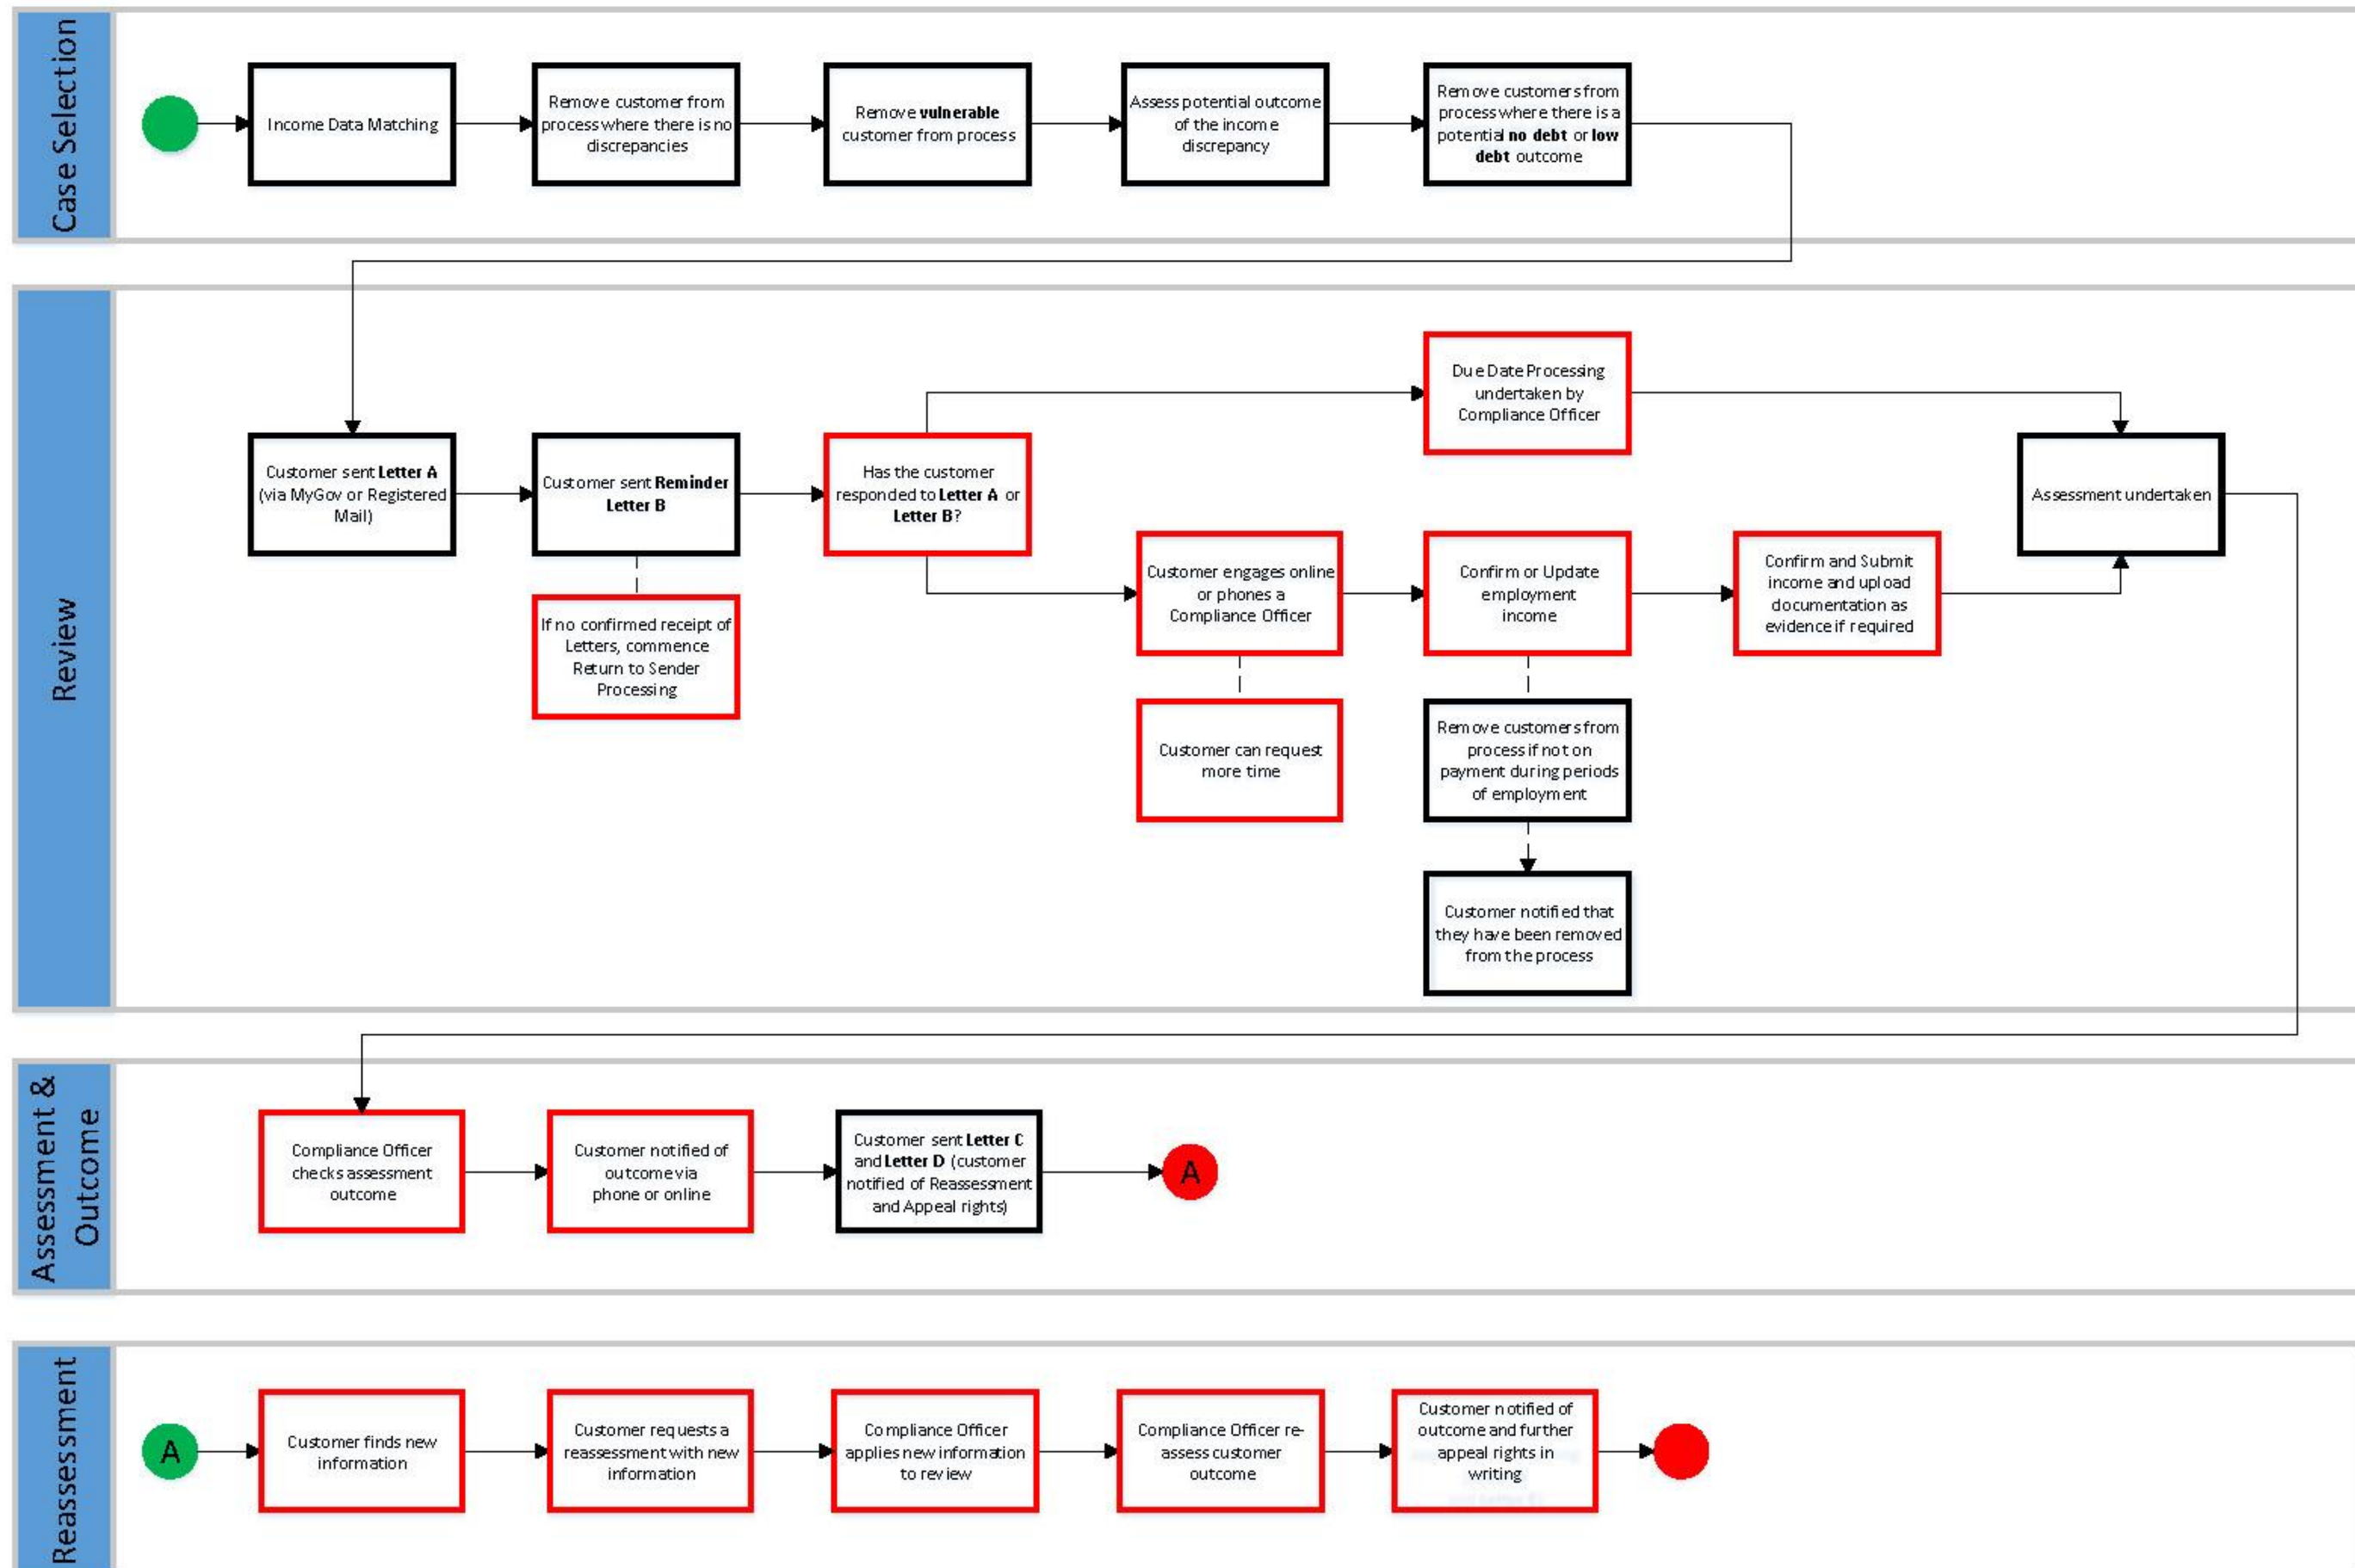 Case Selection
Income Data Matching
Remove customer from
process where there is no
discrepancies
Remove vulnerable
customer from process
Assess potential outcome
of the income
discrepancy
Remove customers from
process where there is a
potential no debt or low
debt outcome
Review
Customer sent Letter A
(via MyGov or Registered
Mail)
Customer sent Reminder
Letter B
If no confirmed receipt of
Letters, commence
Return to Sender
Processing
Has the customer
responded to Letter A or
Letter B?
Due Date Processing
undertaken by
Compliance Officer
Customer engages online
or phones a
Compliance Officer
Customer can request
more time
Confirm or Update
employment
income
Remove customers from
process if not on
payment during periods
of employment
Customer notified that
they have been removed
from the process
Confirm and Submit
income and upload
documentation as
evidence if required
Assessment undertaken
Assessment &
Outcome
Compliance Officer
checks assessment
outcome
Customer notified of
outcome via
phone or online
Customer sent Letter C
and Letter D (customer
notified of Reassessment
and Appeal rights)
A
Reassessment
A
Customer finds new
information
Customer requests a
reassessment with new
information
Compliance Officer
applies new information
to review
Compliance Officer re-
assess customer
outcome
Customer notified of
outcome and further
appeal rights in
writing